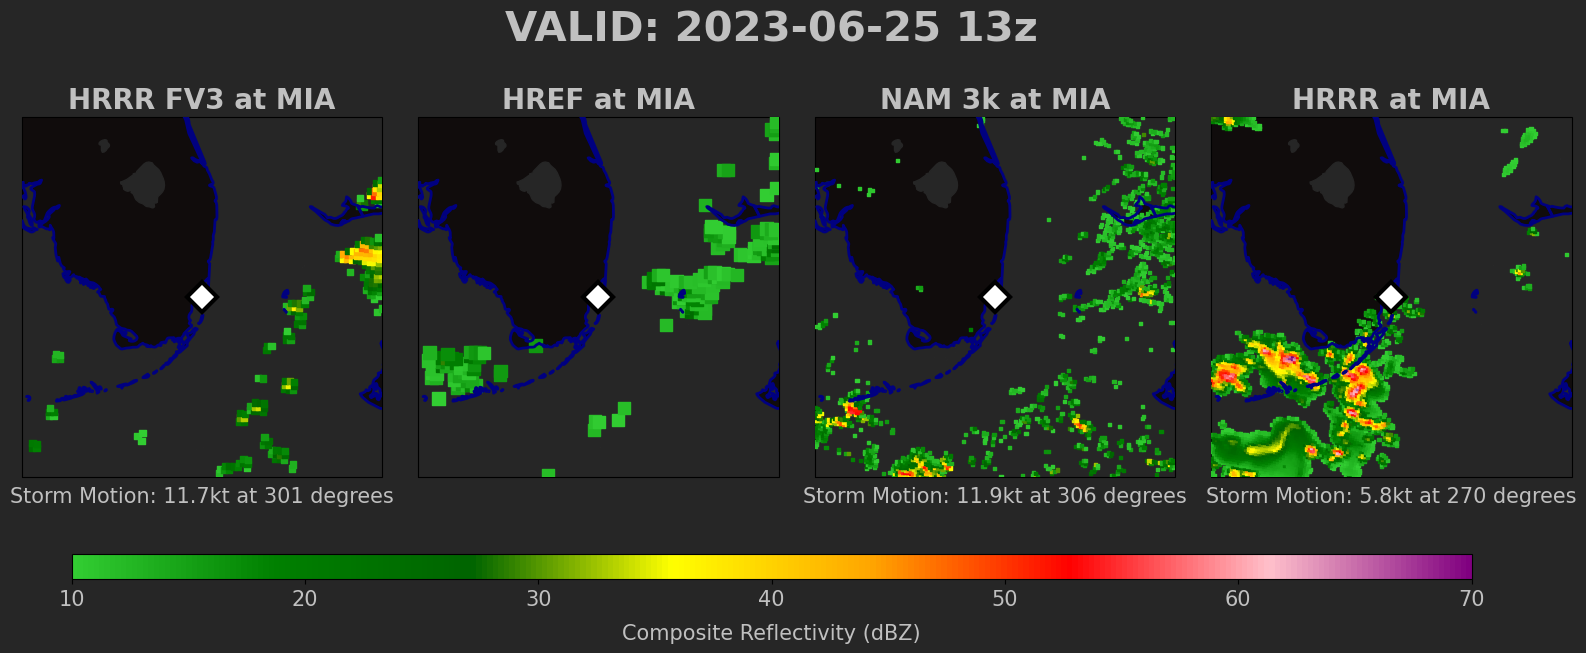 VALID: 2023-06-25 13z
HRRR FV3 at MIA
HREF at MIA
NAM 3k at MIA
HRRR at MIA
Storm Motion: 11.7kt at 301 degrees
Storm Motion: 11.9kt at 306 degrees
Storm Motion: 5.8kt at 270 degrees
10 20 30 40 50 60 70
Composite Reflectivity (dBZ)